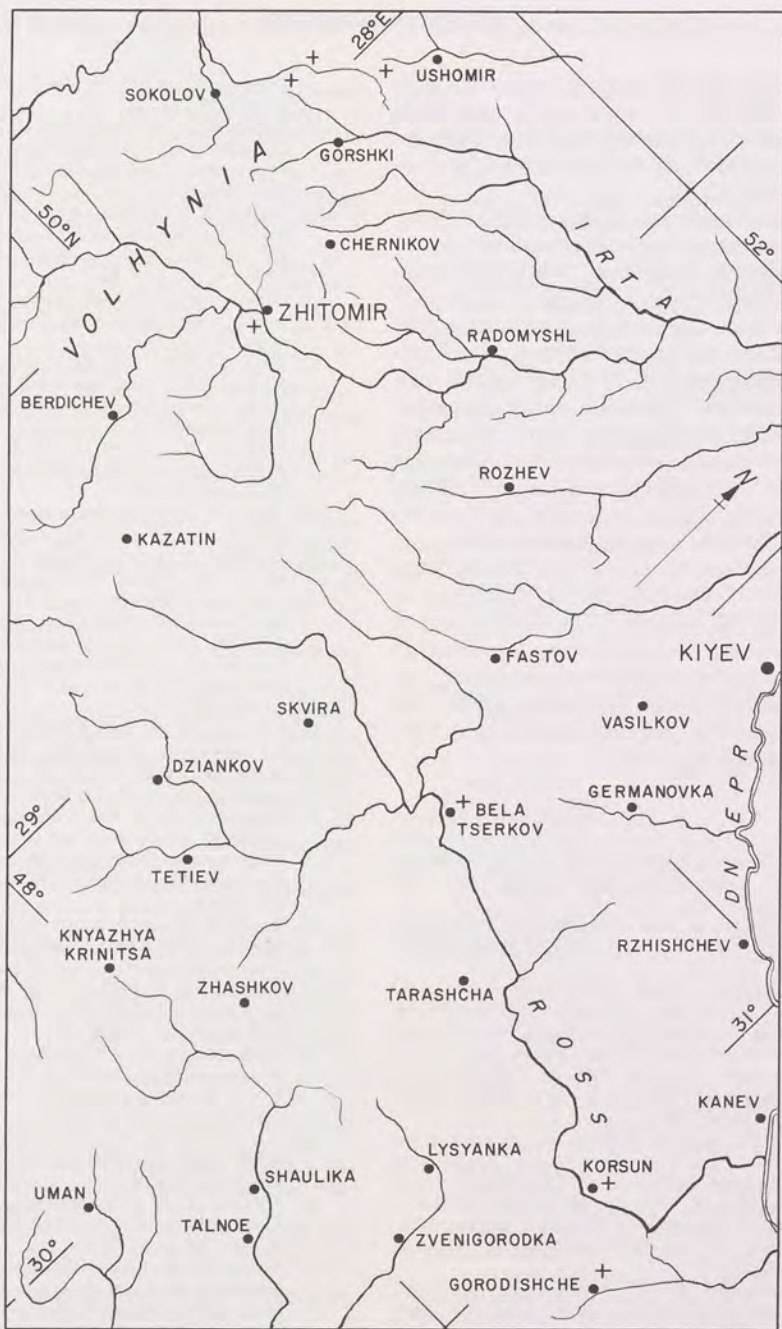 28°E
USHOMIR
SOKOLOV
GORSHKI
50°N
VOLHYNIA
CHERNIKOV
IRTA
52°
ZHITOMIR
RADOMYSHL
BERDICHEV
ROZHEV
N
KAZATIN
FASTOV
KIYEV
SKVIRA
VASILKOV
DZIANKOV
GERMANOVKA
BELA
TSERKOV
DNEPR
29°
48°
TETIEV
KNYAZHYA
KRINITSA
RZHISHCHEV
ZHASHKOV
TARASHCHA
ROSS
31°
KANEV
LYSYANKA
SHAULIKA
KORSUN
UMAN
TALNOE
ZVENIGORODKA
30°
GORODISHCHE